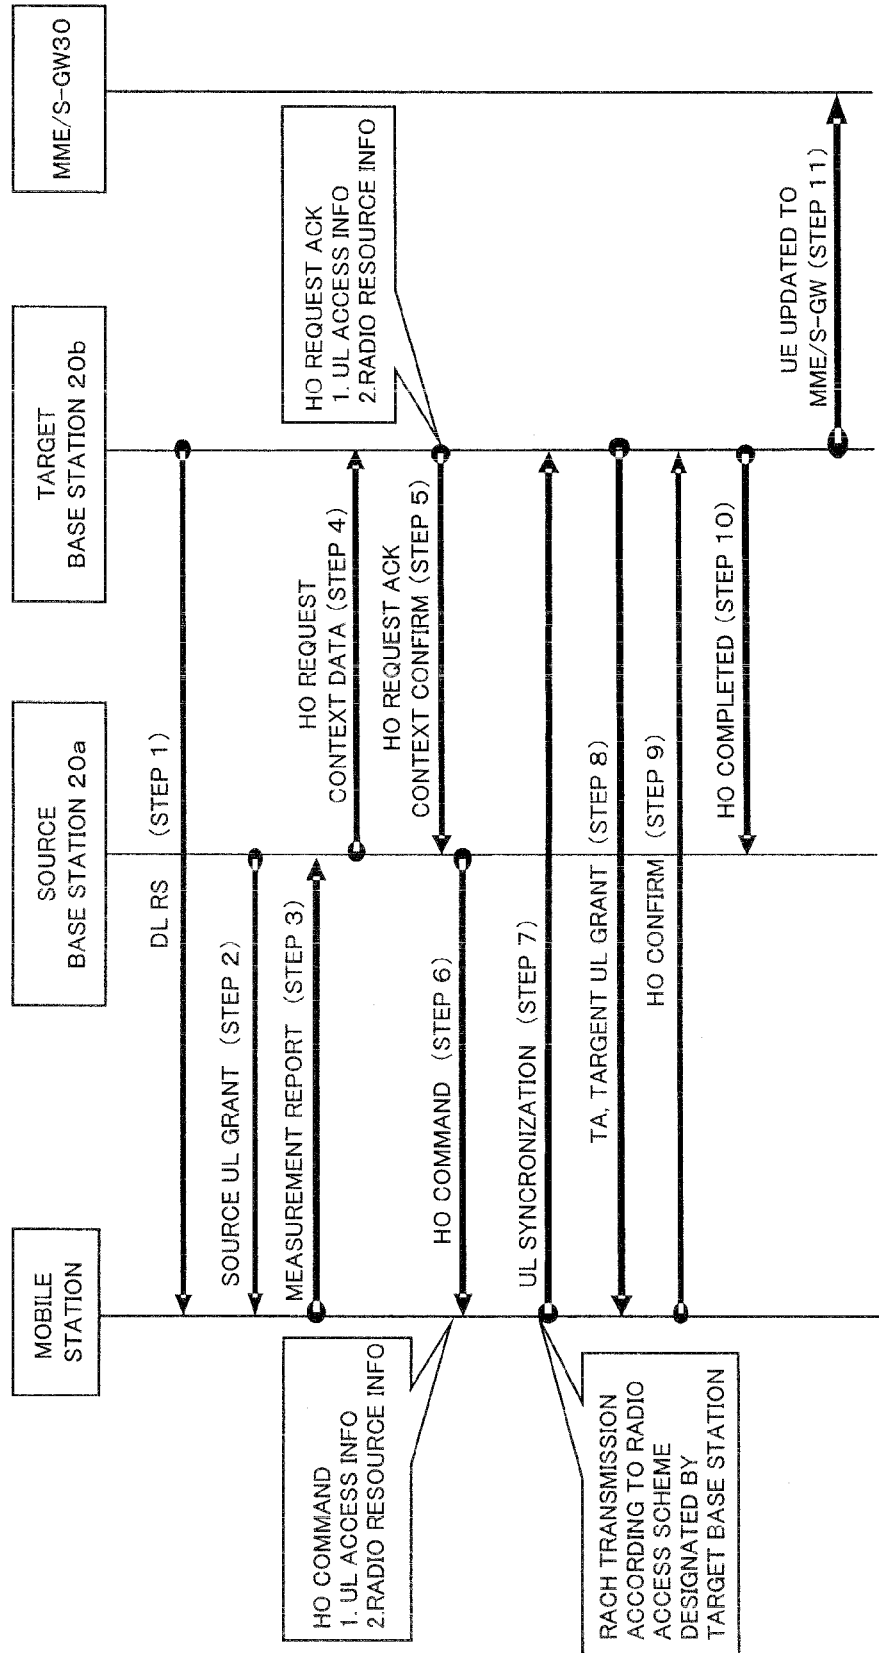 MOBILE
STATION
SOURCE
BASE STATION 20a
TARGET
BASE STATION 20b
MME/S-GW30
DL RS (STEP 1)
SOURCE UL GRANT (STEP 2)
MEASUREMENT REPORT (STEP 3)
HO REQUEST
CONTEXT DATA (STEP 4)
HO REQUEST ACK
CONTEXT CONFIRM (STEP 5)
HO REQUEST ACK
1. UL ACCESS INFO
2.RADIO RESOURCE INFO
HO COMMAND (STEP 6)
HO COMMAND
1. UL ACCESS INFO
2.RADIO RESOURCE INFO
UL SYNCRONIZATION (STEP 7)
RACH TRANSMISSION
ACCORDING TO RADIO
ACCESS SCHEME
DESIGNATED BY
TARGET BASE STATION
TA, TARGENT UL GRANT (STEP 8)
HO CONFIRM (STEP 9)
HO COMPLETED (STEP 10)
UE UPDATED TO
MME/S-GW (STEP 11)